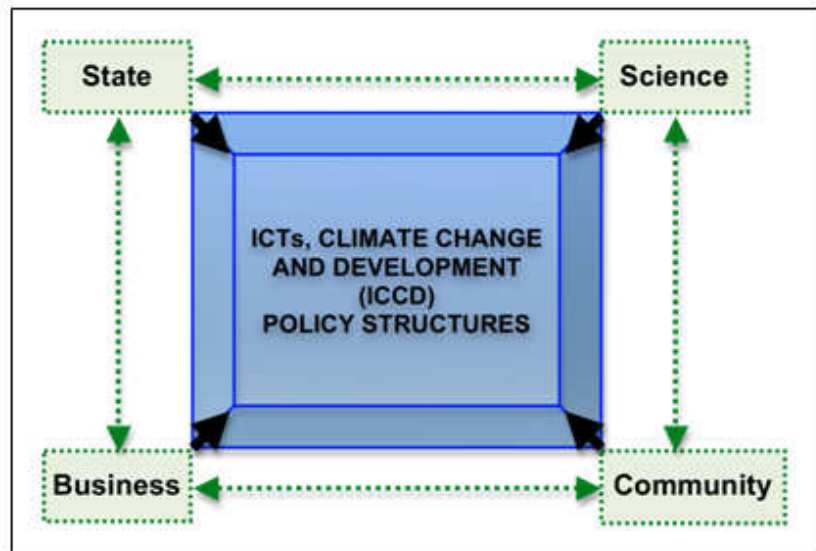 State
Science
ICTs, CLIMATE CHANGE
AND DEVELOPMENT
(ICCD)
POLICY STRUCTURES
Business
Community